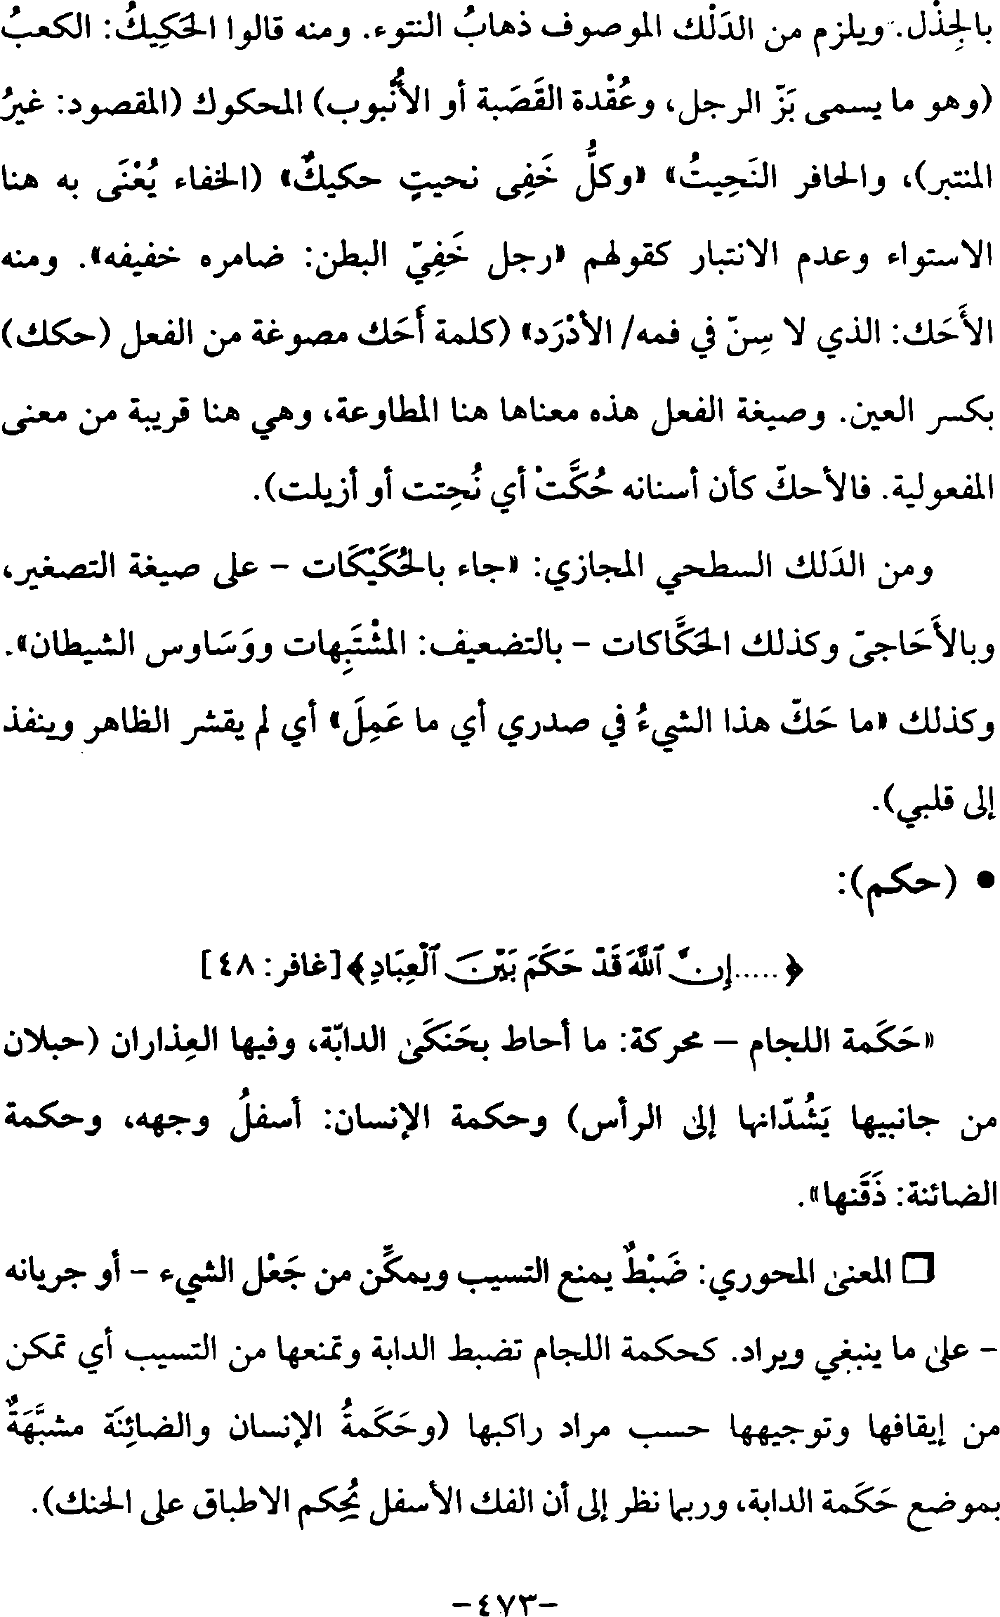 بالجِذْل. ويلزم من الدَلْك الموصوف ذهابُ النتوء. ومنه قالوا الحَكِيكُ: الكعبُ
(وهو ما يسمى بَزّ الرجل، وعُقْدة القَصَبة أو الأُنْبوب) المحكوك (المقصود: غيرُ
المنتبر)، والحافر النَحِيتُ» «وكلُّ خَفِى نحيتٍ حكيكٌ» (الخفاء يُعْنَى به هنا
الاستواء وعدم الانتبار كقولهم «رجل خَفِيّ البطن: ضامره خفيفه». ومنه
الأَحَك: الذي لا سِنّ في فمه/ الأدْرَد» (كلمة أَحَك مصوغة من الفعل (حكك)
بكسر العين. وصيغة الفعل هذه معناها هنا المطاوعة، وهي هنا قريبة من معنى
المفعولية. فالأحكّ كأن أسنانه حُكَّتْ أي نُحِتت أو أزيلت).
ومن الدَلك السطحي المجازي: «جاء بالحُكَيْكَات - على صيغة التصغير،
وبالأَحَاجىّ وكذلك الحَكَّاكات - بالتضعيف: المشْتَبِهات ووَسَاوس الشيطان».
وكذلك «ما حَكّ هذا الشيءُ في صدري أي ما عَمِلَ» أي لم يقشر الظاهر وينفذ
إلى قلبي).
• (حكم):
﴿.....إِنَّ ٱللَّهَ قَدْ حَكَمَ بَيْنَ ٱلْعِبَادِ﴾ [غافر: ٤٨]
«حَكَمة اللجام – محركة: ما أحاط بحَنَكَى الدابّة، وفيها العِذاران (حبلان
من جانبيها يَشُدّانها إلى الرأس) وحكمة الإنسان: أسفلُ وجهه، وحكمة
الضائنة: ذَقَنها».
❑ المعنى المحوري: ضَبْطٌ يمنع التسيب ويمكِّن من جَعْل الشيء - أو جريانه
- على ما ينبغي ويراد. كحكمة اللجام تضبط الدابة وتمنعها من التسيب أي تمكن
من إيقافها وتوجيهها حسب مراد راكبها (وحَكَمةُ الإنسان والضائِنَة مشبَّهَةٌ
بموضع حَكَمة الدابة، وربما نظر إلى أن الفك الأسفل يُحِكم الاطباق على الحنك).
-٤٧٣-